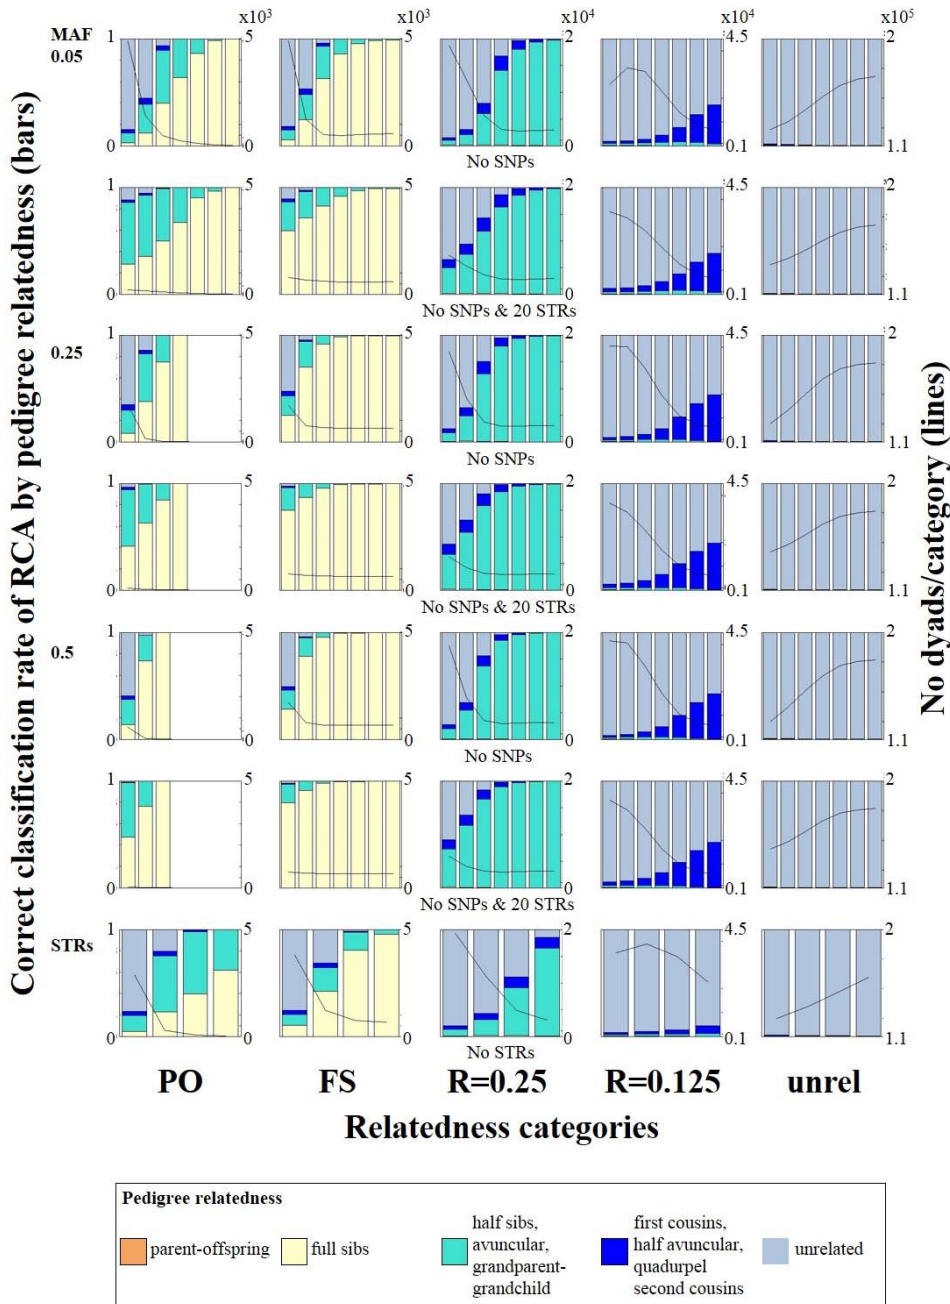 x10³ x10³ x10⁴ x10⁴ x10⁵
MAF
0.05
1 1 5 2 4.5 2
0 0 0 0 0.1 1.1
No SNPs
1 1 5 2 4.5 2
0 0 0 0 0.1 1.1
No SNPs & 20 STRs
0.25
1 1 5 2 4.5 2
0 0 0 0 0.1 1.1
No SNPs
1 1 5 2 4.5 2
0 0 0 0 0.1 1.1
No SNPs & 20 STRs
0.5
1 1 5 2 4.5 2
0 0 0 0 0.1 1.1
No SNPs
1 1 5 2 4.5 2
0 0 0 0 0.1 1.1
No SNPs & 20 STRs
STRs
1 1 5 2 4.5 2
0 0 0 0 0.1 1.1
No STRs
PO FS R=0.25 R=0.125 unrel
Relatedness categories
Correct classification rate of RCA by pedigree relatedness (bars)
No dyads/category (lines)
Pedigree relatedness
parent-offspring
full sibs
half sibs,
avuncular,
grandparent-
grandchild
first cousins,
half avuncular,
quadurpel
second cousins
unrelated